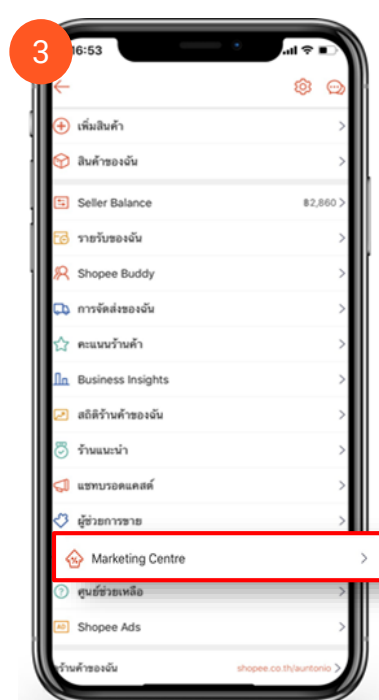 3
16:53
เพิ่มสินค้า
สินค้าของฉัน
Seller Balance ฿2,860
รายรับของฉัน
Shopee Buddy
การจัดส่งของฉัน
คะแนนร้านค้า
Business Insights
สถิติร้านค้าของฉัน
ร้านแนะนำ
แชทบรอดแคสต์
ผู้ช่วยการขาย
Marketing Centre
ศูนย์ช่วยเหลือ
AD Shopee Ads
ร้านค้าของฉัน shopee.co.th/auntonio